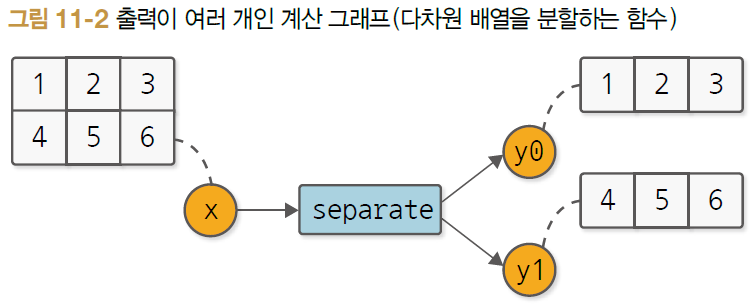 그림 11-2 출력이 여러 개인 계산 그래프(다차원 배열을 분할하는 함수)
1 2 3
4 5 6
x
separate
y0
1 2 3
y1
4 5 6